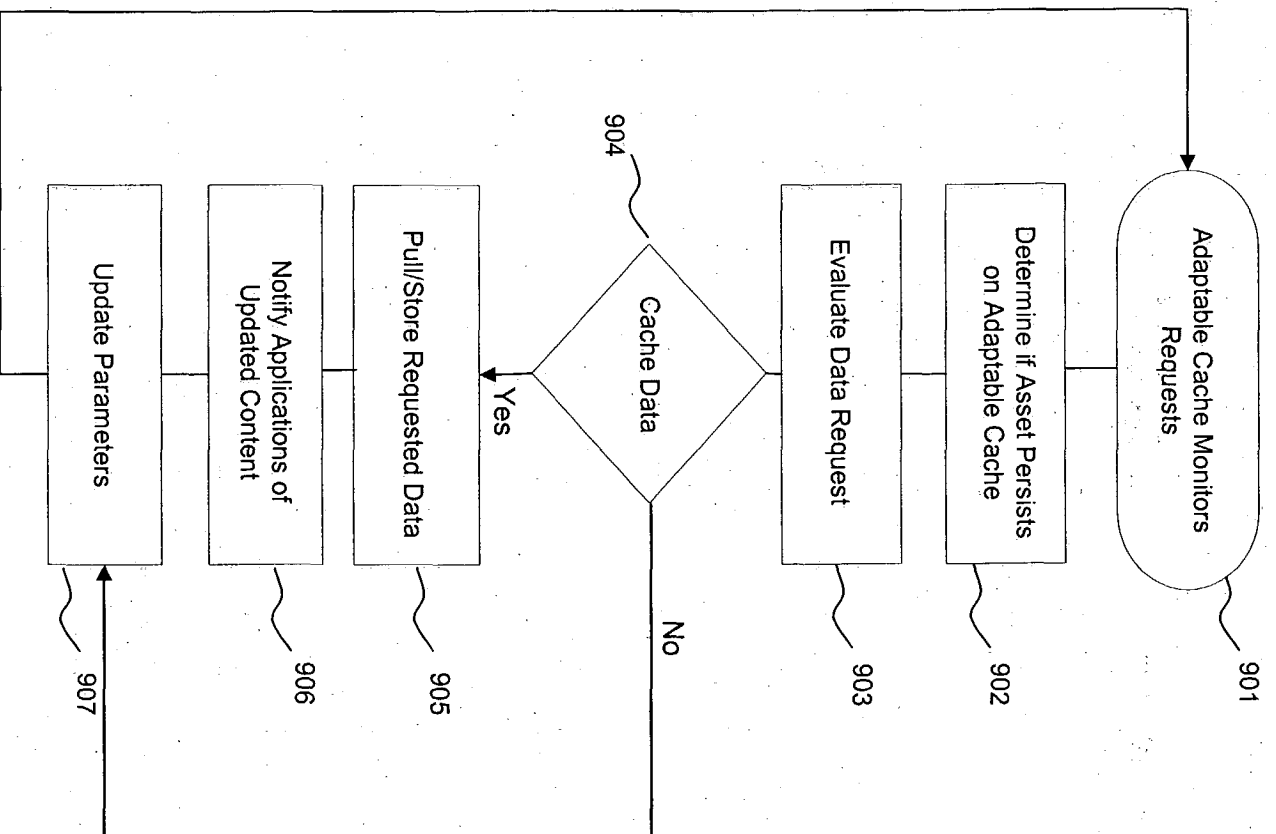 Adaptable Cache Monitors
Requests
901
Determine if Asset Persists
on Adaptable Cache
902
Evaluate Data Request
903
904
Cache Data
No
Yes
Pull/Store Requested Data
905
Notify Applications of
Updated Content
906
Update Parameters
907